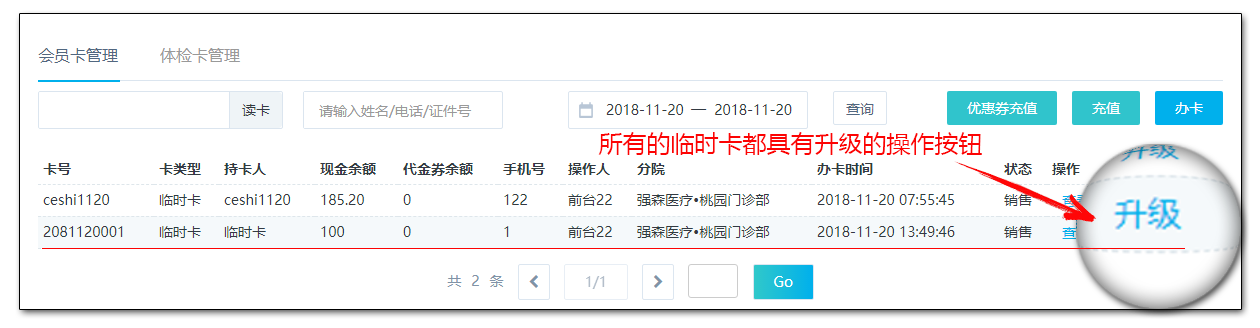 会员卡管理 体检卡管理
读卡 请输入姓名/电话/证件号 2018-11-20 — 2018-11-20 查询 优惠券充值 充值 办卡
所有的临时卡都具有升级的操作按钮
卡号 卡类型 持卡人 现金余额 代金券余额 手机号 操作人 分院 办卡时间 状态 操作
ceshi1120 临时卡 ceshi1120 185.20 0 122 前台22 强森医疗•桃园门诊部 2018-11-20 07:55:45 销售 升级
2081120001 临时卡 临时卡 100 0 1 前台22 强森医疗•桃园门诊部 2018-11-20 13:49:46 销售 查 升级
共 2 条 1/1 Go